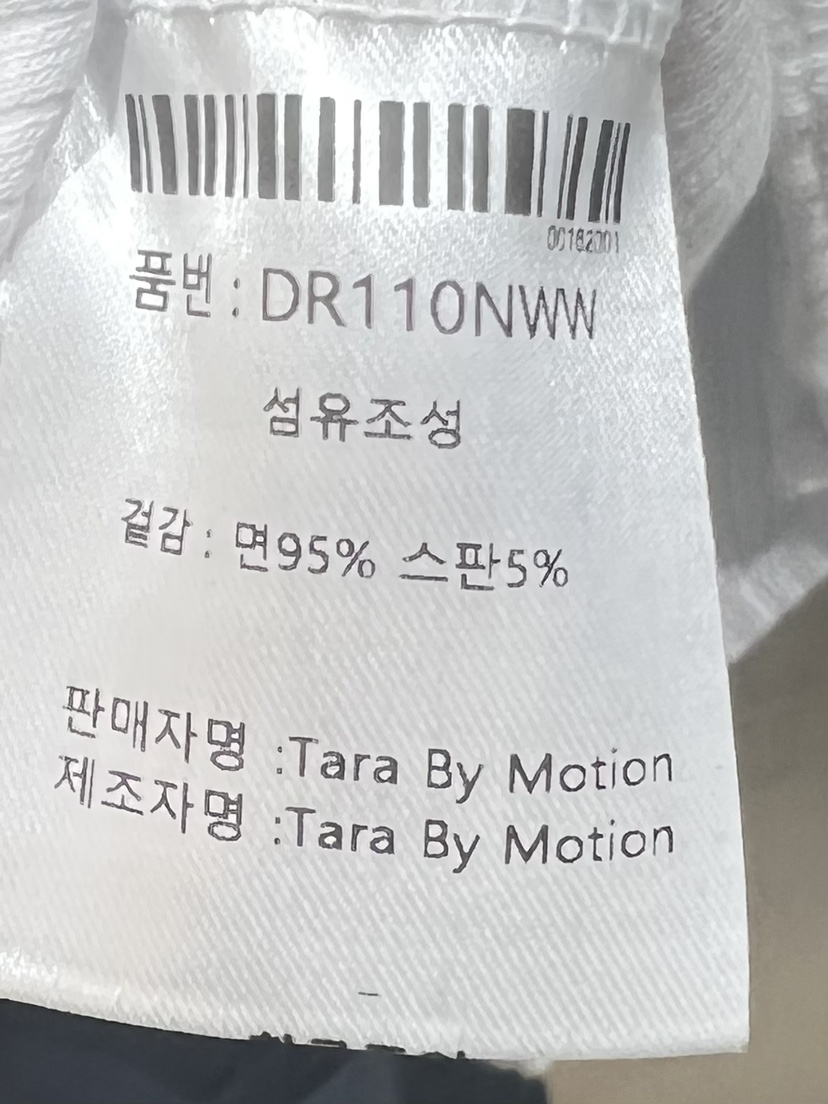 00182001
품번 : DR110NWW
섬유조성
겉감 : 면95% 스판5%
판매자명 :Tara By Motion
제조자명 :Tara By Motion